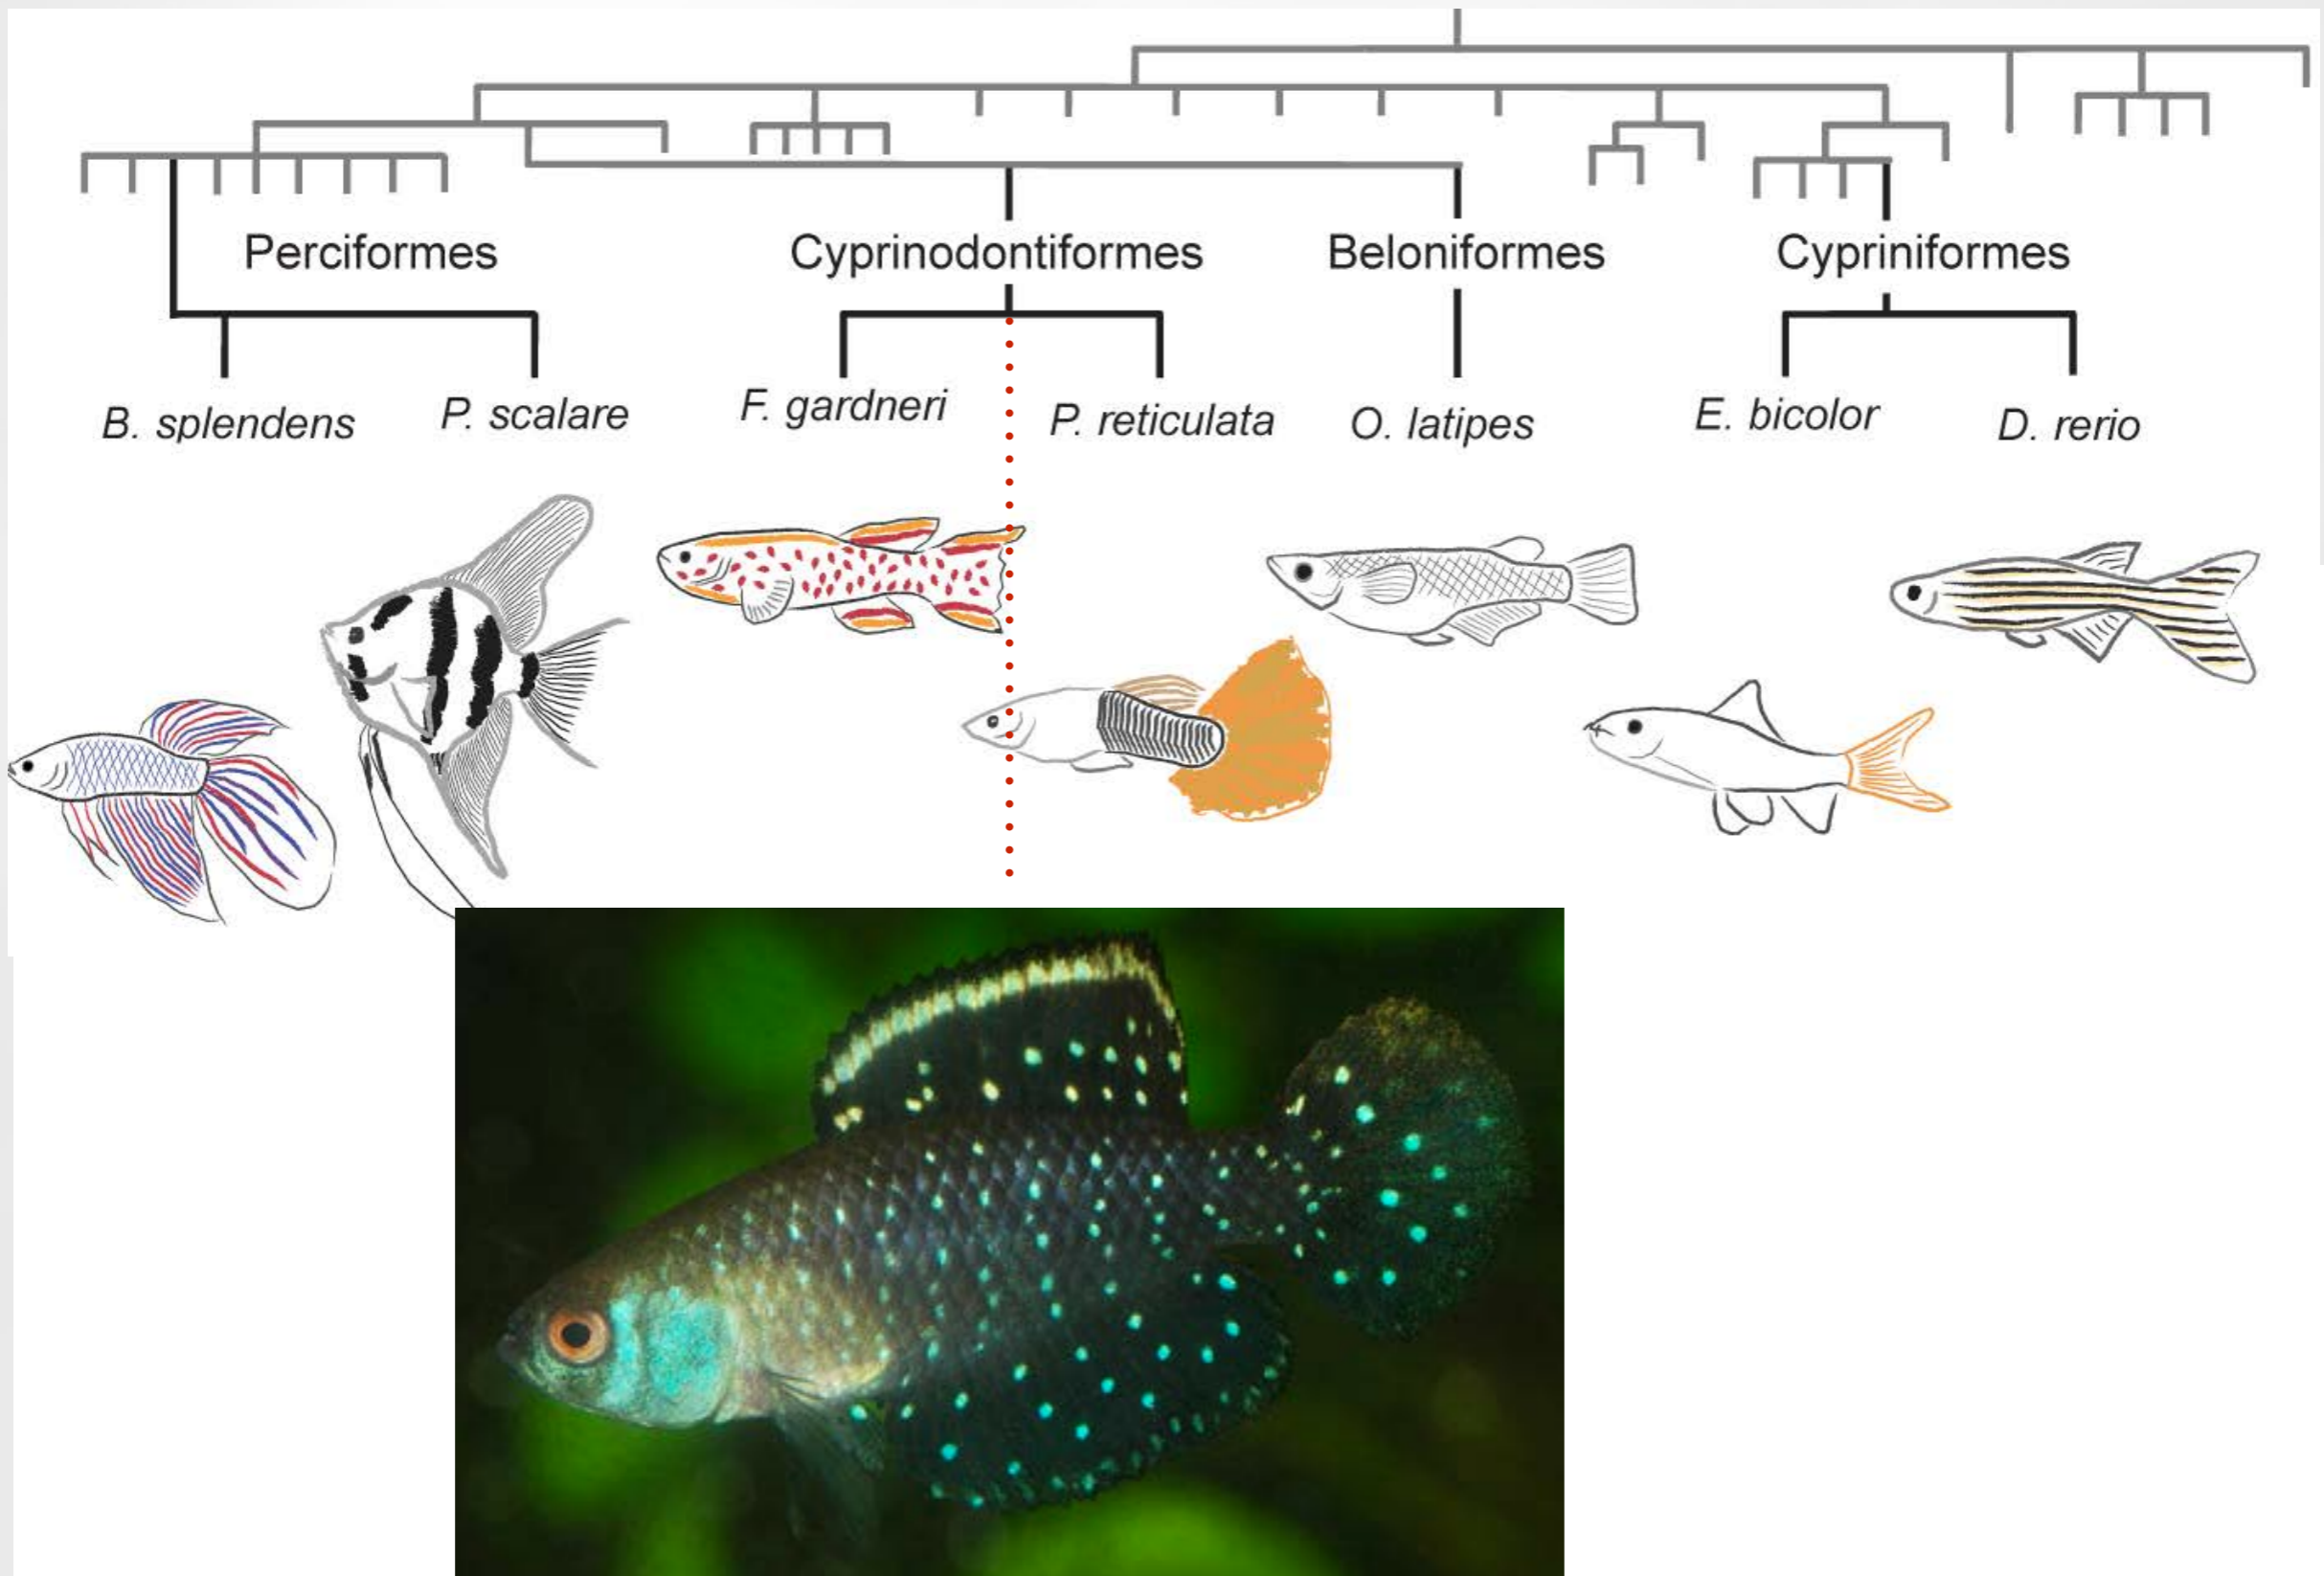 Perciformes
Cyprinodontiformes
Beloniformes
Cypriniformes
B. splendens
P. scalare
F. gardneri
P. reticulata
O. latipes
E. bicolor
D. rerio